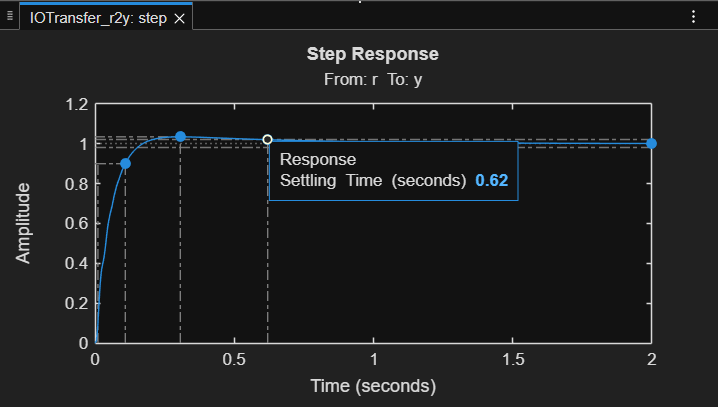 IOTransfer_r2y: step
Step Response
From: r To: y
1.2
1
0.8
0.6
0.4
0.2
0
Amplitude
Response
Settling Time (seconds) 0.62
0
0.5
1
1.5
2
Time (seconds)